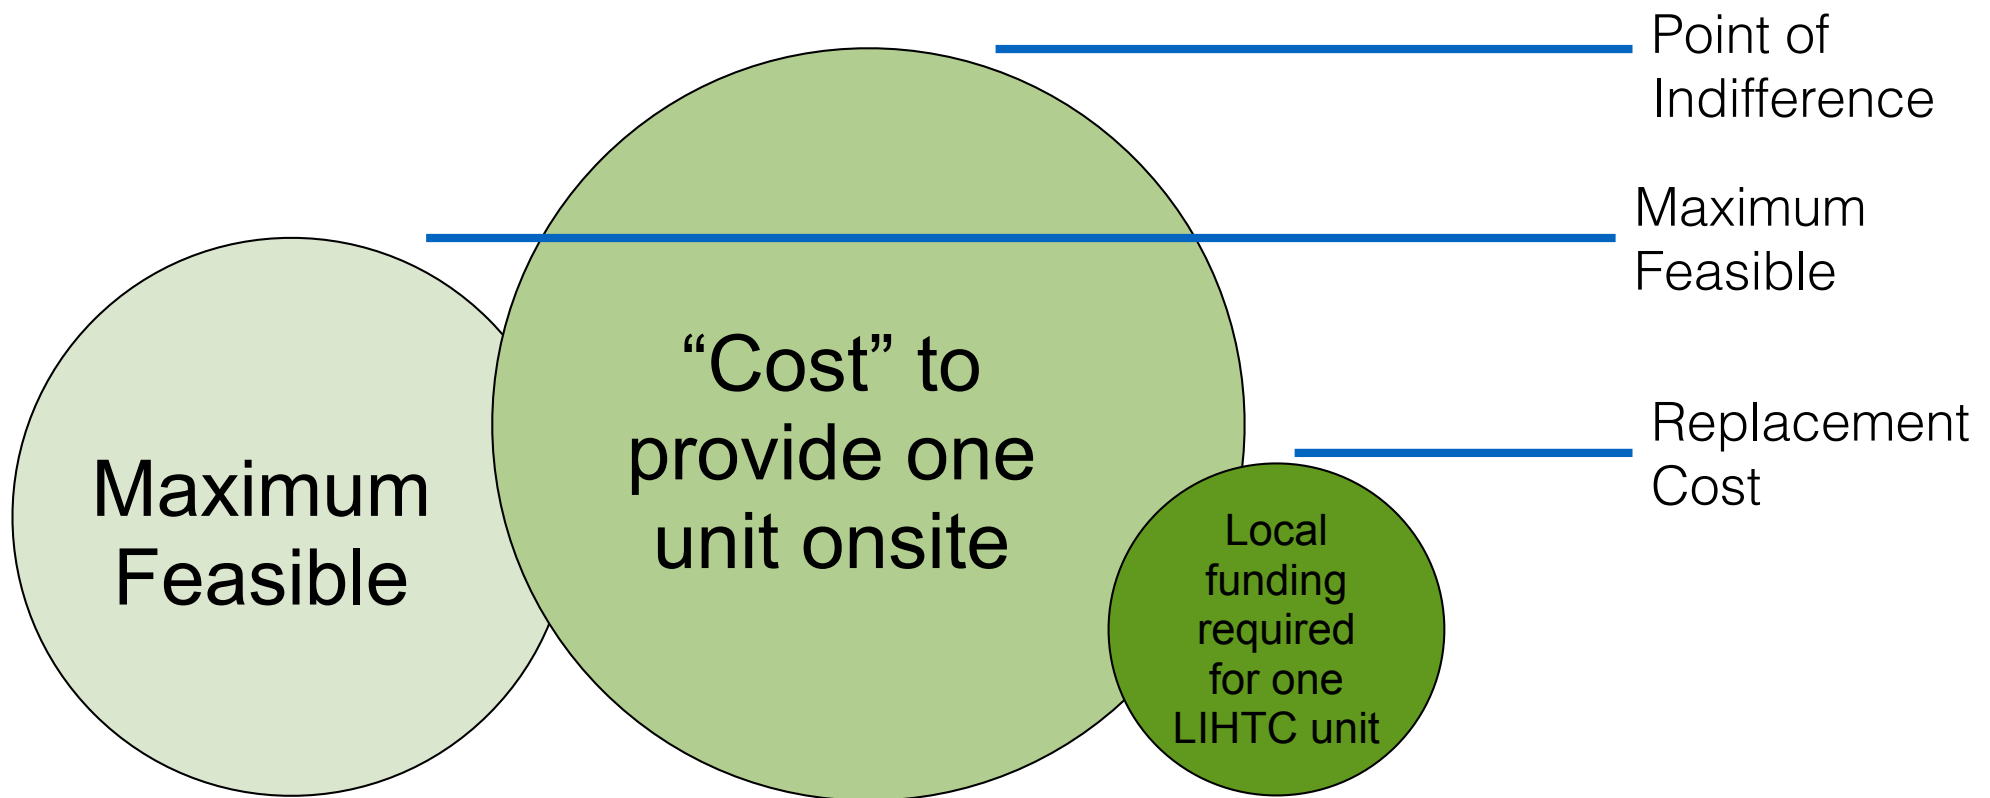 Point of
Indifference
Maximum
Feasible
“Cost” to
provide one
unit onsite
Replacement
Cost
Maximum
Feasible
Local
funding
required
for one
LIHTC unit